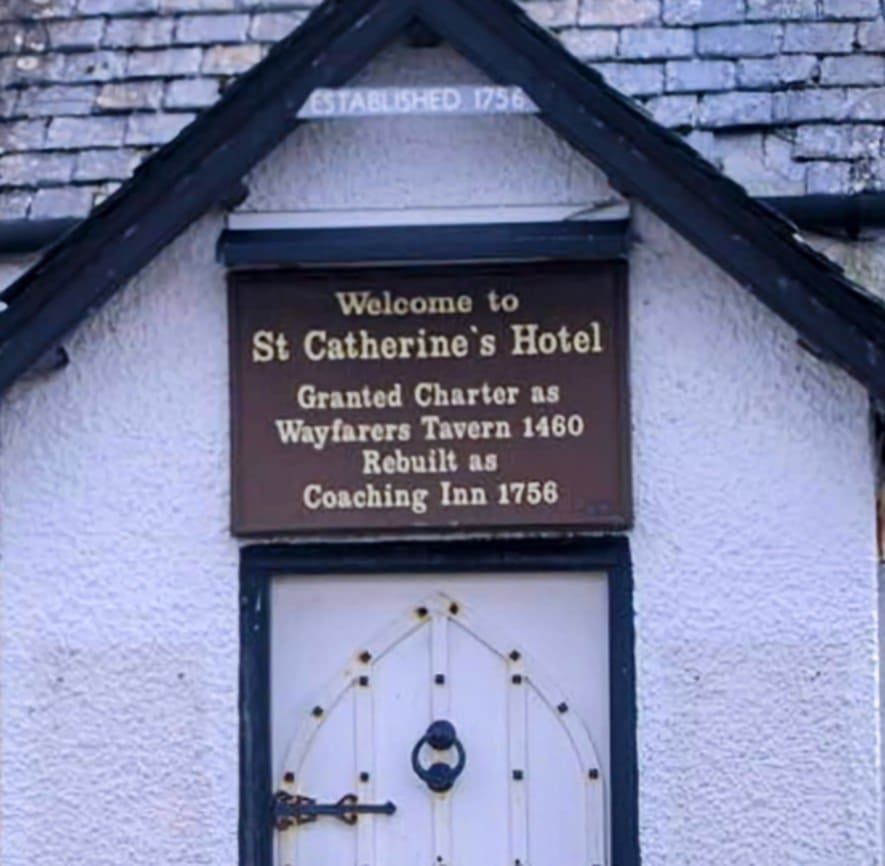 ESTABLISHED 1756
Welcome to
St Catherine's Hotel
Granted Charter as
Wayfarers Tavern 1460
Rebuilt as
Coaching Inn 1756